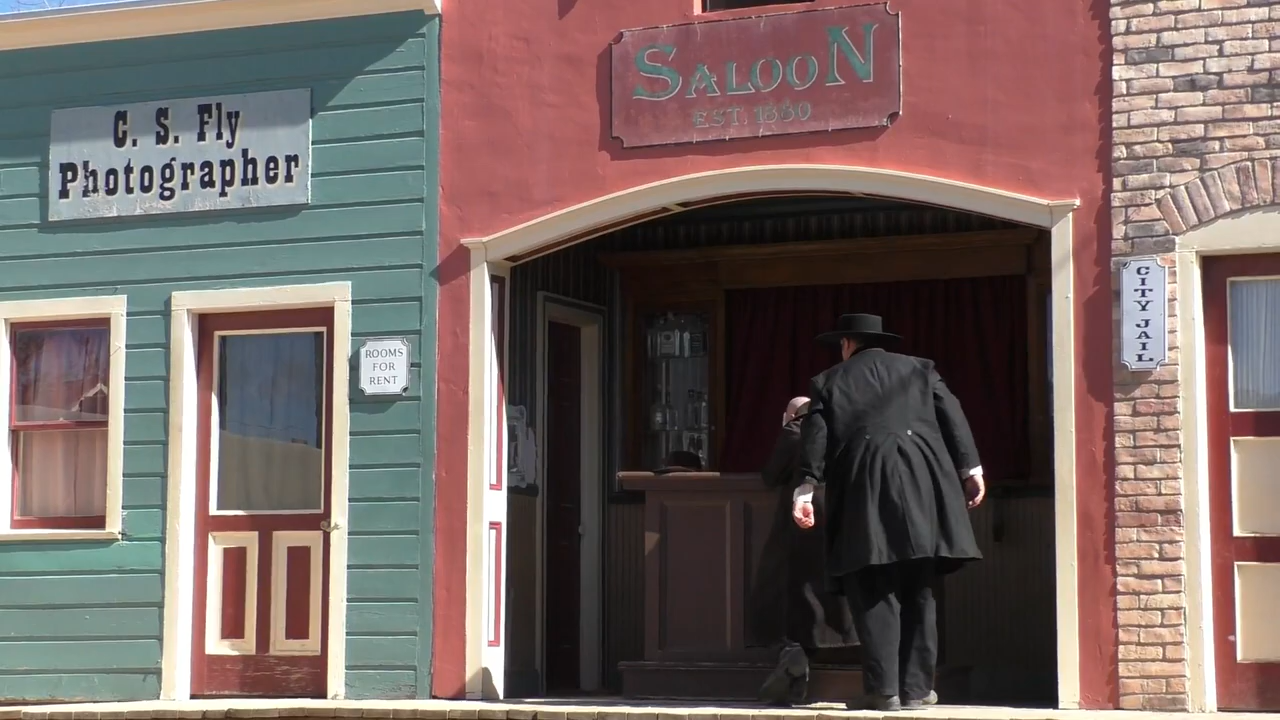 C. S. Fly
Photographer
ROOMS
FOR
RENT
SALOON
EST. 1880
CITY JAIL